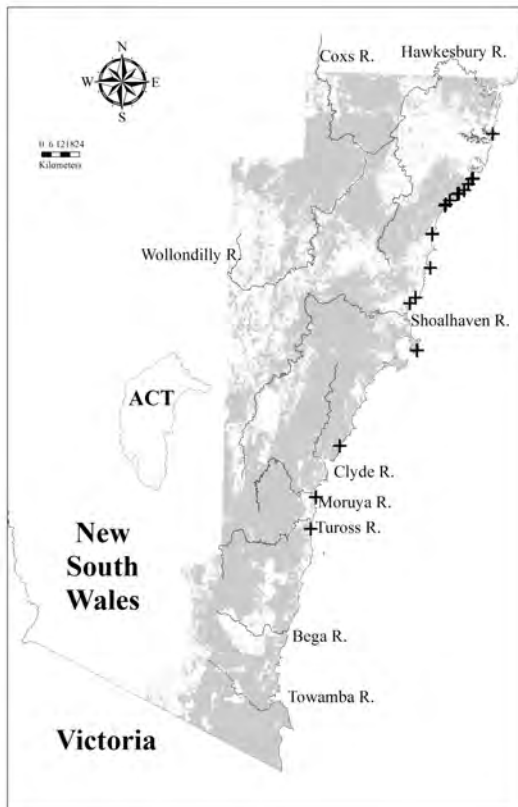 Coxs R.
Hawkesbury R.
N
W
E
S
0 6 121824
Kilometers
Wollondilly R.
Shoalhaven R.
ACT
Clyde R.
Moruya R.
New
South
Wales
Tuross R.
Bega R.
Towamba R.
Victoria